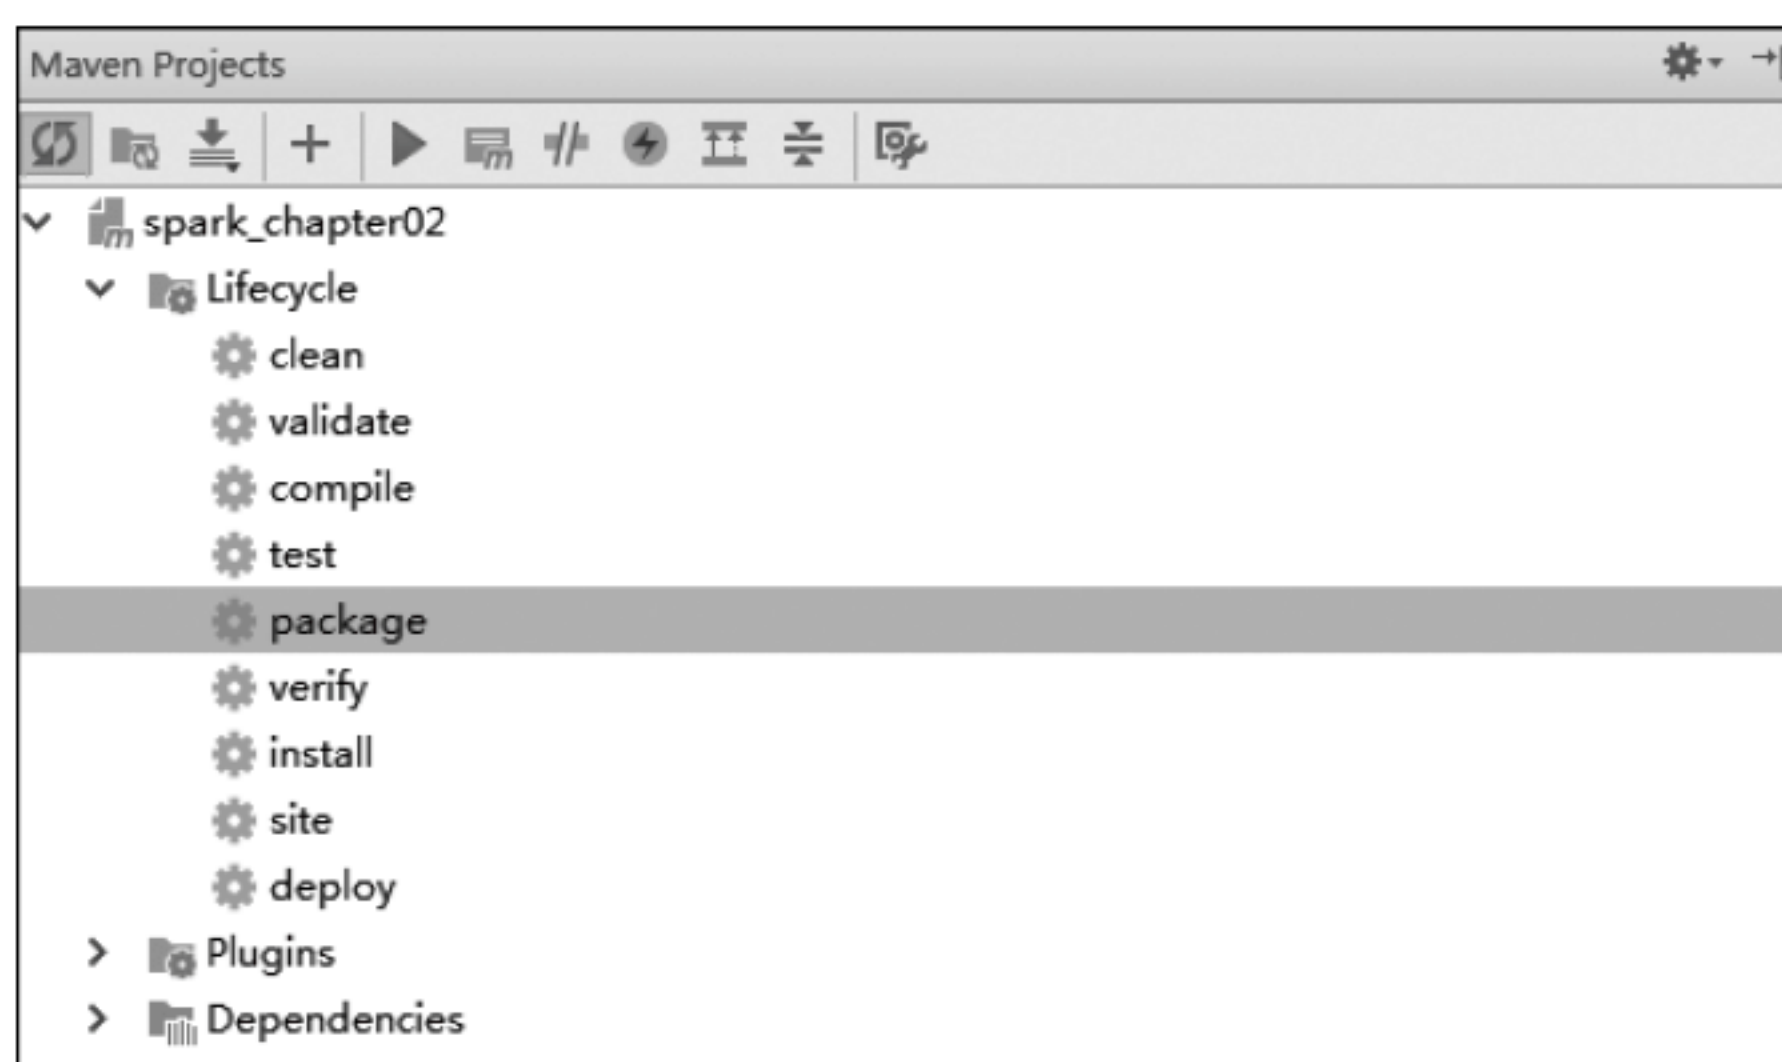 Maven Projects
spark_chapter02
Lifecycle
clean
validate
compile
test
package
verify
install
site
deploy
Plugins
Dependencies